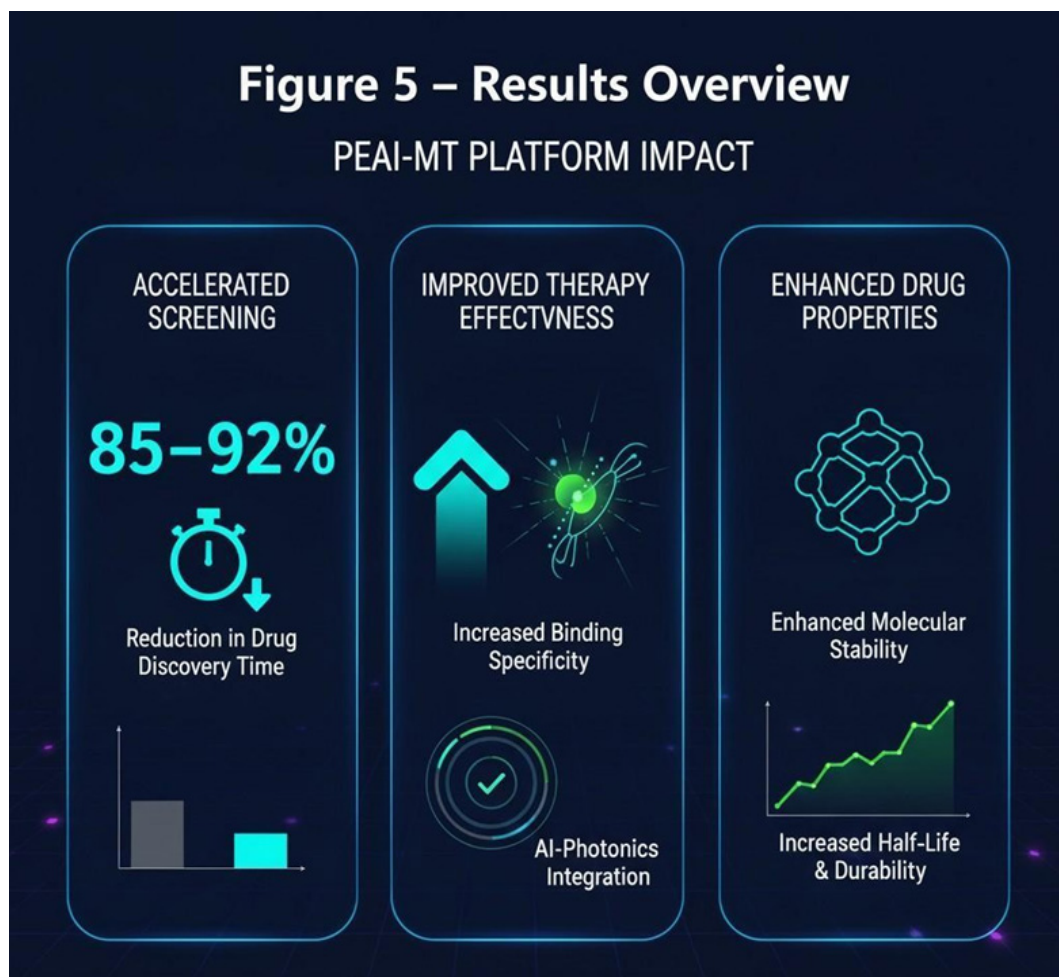 Figure 5 – Results Overview
PEAI-MT PLATFORM IMPACT
ACCELERATED
SCREENING
85–92%
Reduction in Drug
Discovery Time
IMPROVED THERAPY
EFFECTVNESS
Increased Binding
Specificity
AI-Photonics
Integration
ENHANCED DRUG
PROPERTIES
Enhanced Molecular
Stability
Increased Half-Life
& Durability